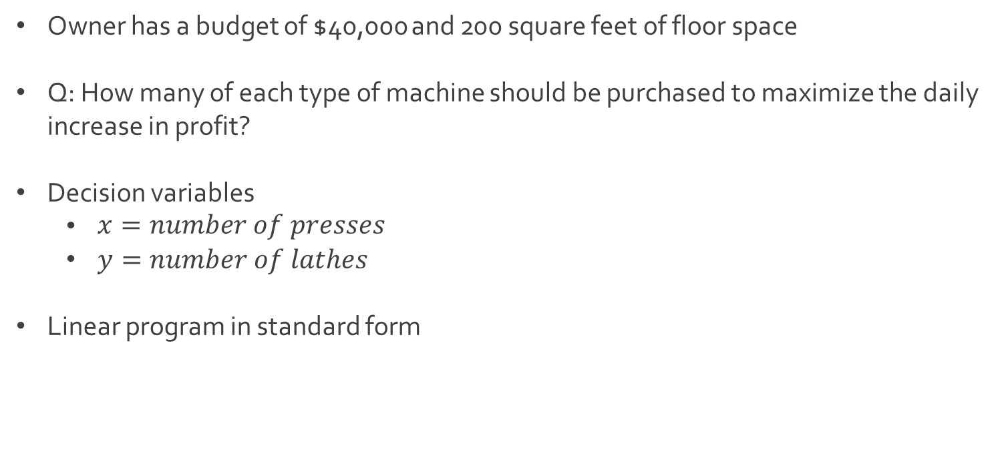 • Owner has a budget of $40,000 and 200 square feet of floor space
• Q: How many of each type of machine should be purchased to maximize the daily
increase in profit?
• Decision variables
• x = number of presses
• y = number of lathes
• Linear program in standard form